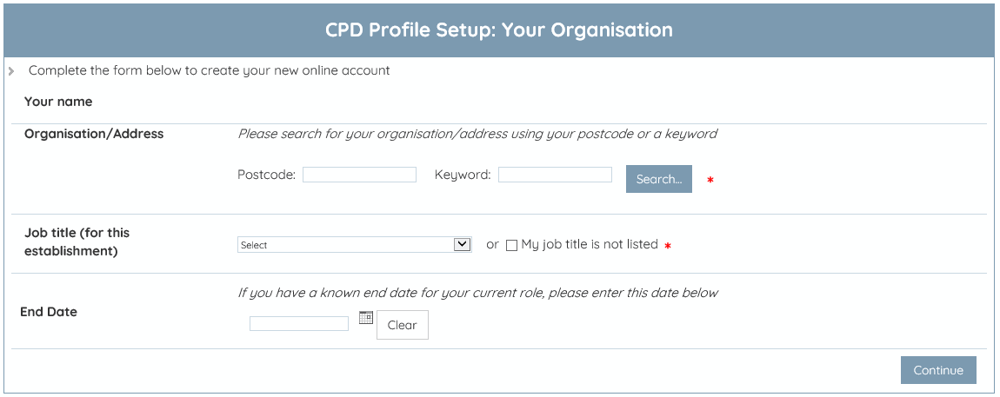 CPD Profile Setup: Your Organisation
Complete the form below to create your new online account
Your name
Organisation/Address
Please search for your organisation/address using your postcode or a keyword
Postcode: Keyword: Search... *
Job title (for this
establishment)
Select or My job title is not listed *
If you have a known end date for your current role, please enter this date below
End Date
Clear
Continue